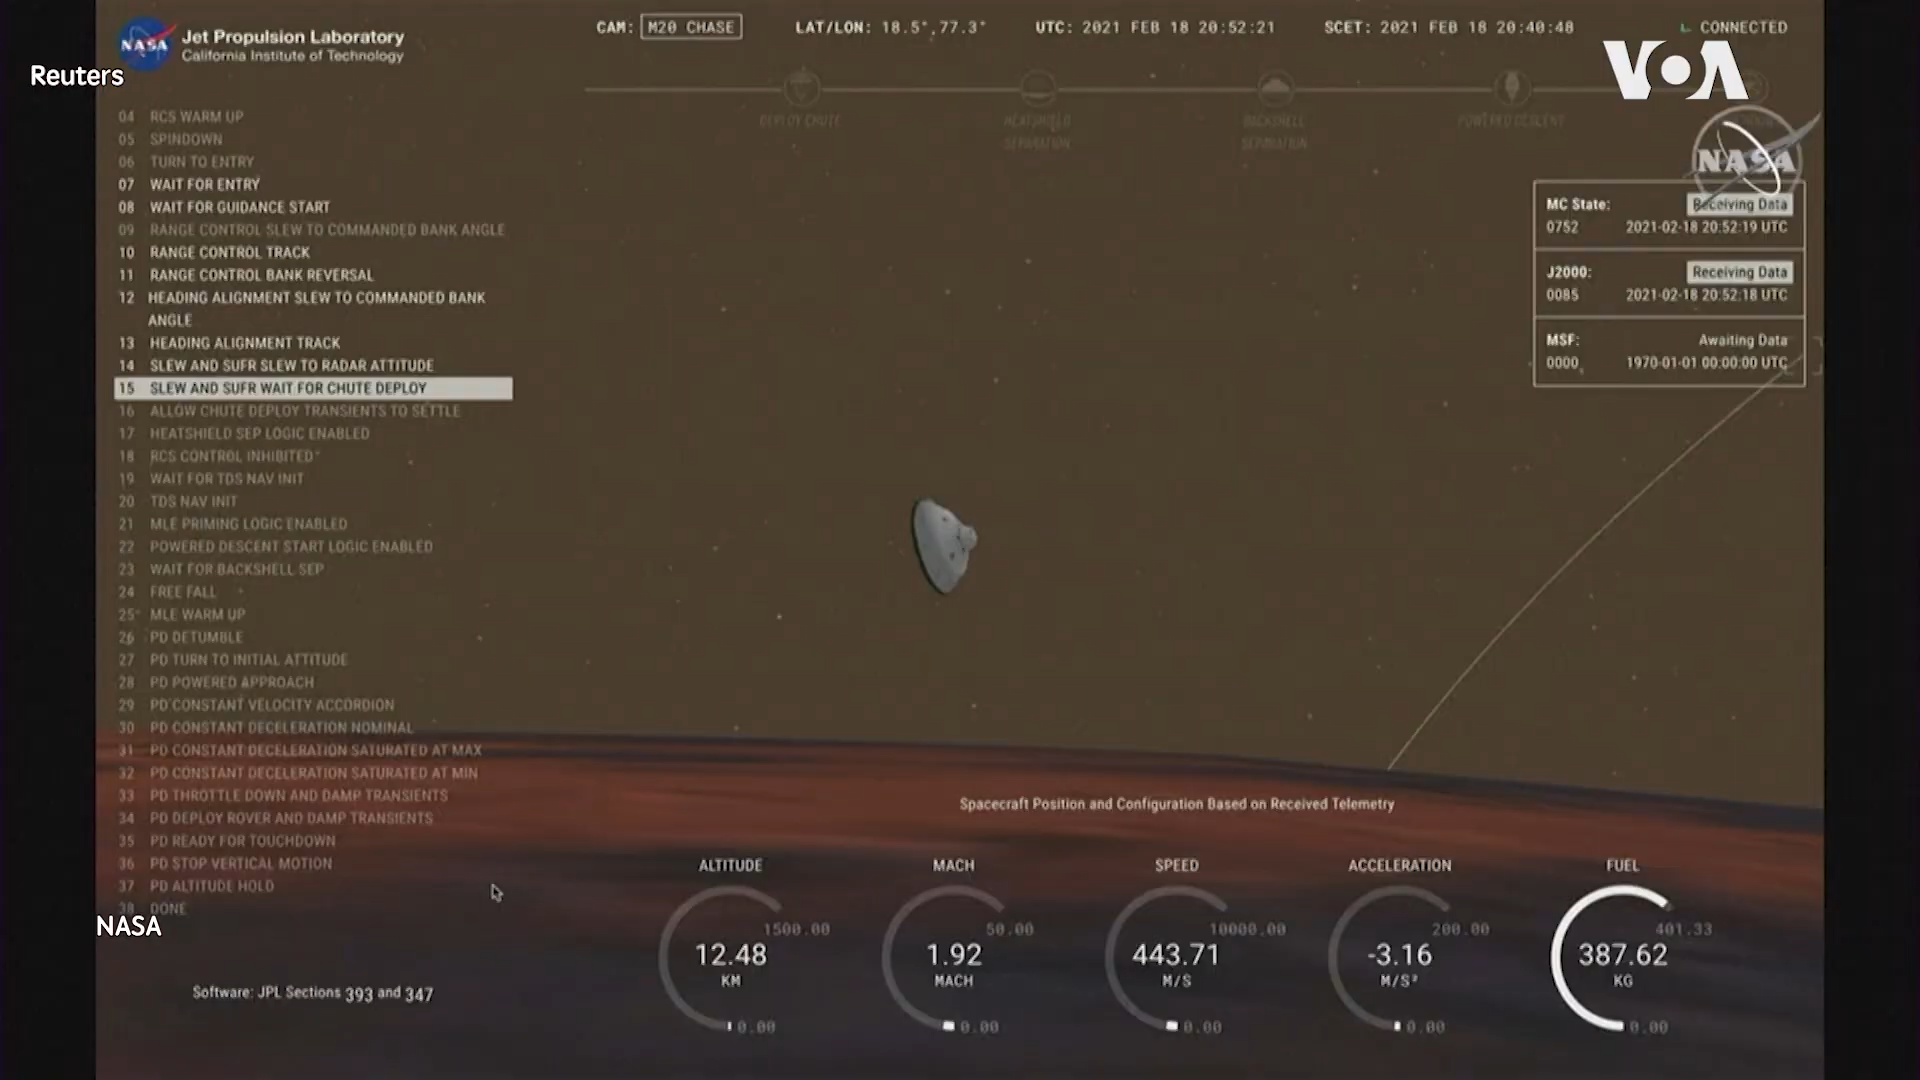 NASA
Jet Propulsion Laboratory
California Institute of Technology
Reuters
CAM: M20 CHASE
LAT/LON: 18.5°,77.3°
UTC: 2021 FEB 18 20:52:21
SCET: 2021 FEB 18 20:40:48
CONNECTED
VOA
DEPLOY CHUTE
HEATSHIELD
SEPARATION
BACKSHELL
SEPARATION
POWERED DESCENT
NASA
04 RCS WARM UP
05 SPINDOWN
06 TURN TO ENTRY
07 WAIT FOR ENTRY
08 WAIT FOR GUIDANCE START
09 RANGE CONTROL SLEW TO COMMANDED BANK ANGLE
10 RANGE CONTROL TRACK
11 RANGE CONTROL BANK REVERSAL
12 HEADING ALIGNMENT SLEW TO COMMANDED BANK
ANGLE
13 HEADING ALIGNMENT TRACK
14 SLEW AND SUFR SLEW TO RADAR ATTITUDE
15 SLEW AND SUFR WAIT FOR CHUTE DEPLOY
16 ALLOW CHUTE DEPLOY TRANSIENTS TO SETTLE
17 HEATSHIELD SEP LOGIC ENABLED
18 RCS CONTROL INHIBITED
19 WAIT FOR TDS NAV INIT
20 TDS NAV INIT
21 MLE PRIMING LOGIC ENABLED
22 POWERED DESCENT START LOGIC ENABLED
23 WAIT FOR BACKSHELL SEP
24 FREE FALL
25 MLE WARM UP
26 PD DETUMBLE
27 PD TURN TO INITIAL ATTITUDE
28 PD POWERED APPROACH
29 PD CONSTANT VELOCITY ACCORDION
30 PD CONSTANT DECELERATION NOMINAL
31 PD CONSTANT DECELERATION SATURATED AT MAX
32 PD CONSTANT DECELERATION SATURATED AT MIN
33 PD THROTTLE DOWN AND DAMP TRANSIENTS
34 PD DEPLOY ROVER AND DAMP TRANSIENTS
35 PD READY FOR TOUCHDOWN
36 PD STOP VERTICAL MOTION
37 PD ALTITUDE HOLD
38 DONE
NASA
Software: JPL Sections 393 and 347
MC State: Receiving Data
0752 2021-02-18 20:52:19 UTC
J2000: Receiving Data
0085 2021-02-18 20:52:18 UTC
MSF: Awaiting Data
0000 1970-01-01 00:00:00 UTC
Spacecraft Position and Configuration Based on Received Telemetry
ALTITUDE
1500.00
12.48
KM
0.00
MACH
50.00
1.92
MACH
0.00
SPEED
10000.00
443.71
M/S
0.00
ACCELERATION
200.00
-3.16
M/S²
0.00
FUEL
401.33
387.62
KG
0.00